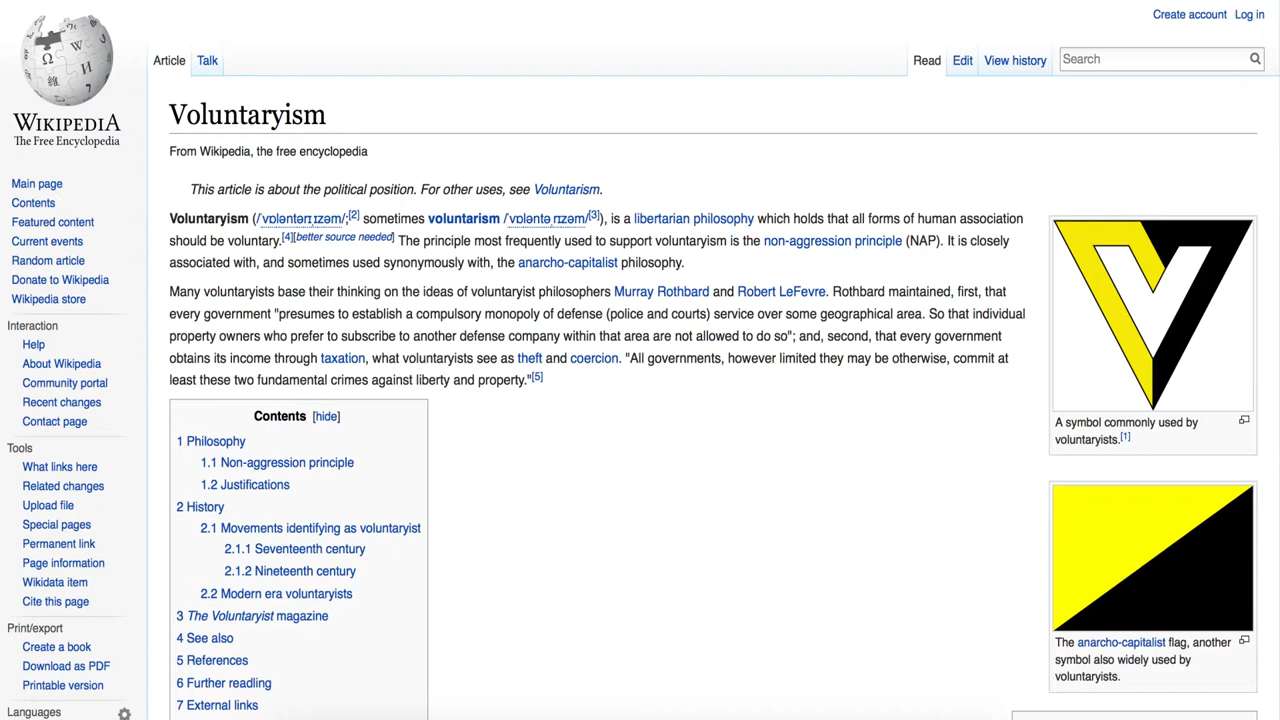 Create account Log in
Article Talk Read Edit View history Search
WIKIPEDIA
The Free Encyclopedia
Main page
Contents
Featured content
Current events
Random article
Donate to Wikipedia
Wikipedia store
Interaction
Help
About Wikipedia
Community portal
Recent changes
Contact page
Tools
What links here
Related changes
Upload file
Special pages
Permanent link
Page information
Wikidata item
Cite this page
Print/export
Create a book
Download as PDF
Printable version
Languages
Voluntaryism
From Wikipedia, the free encyclopedia
This article is about the political position. For other uses, see Voluntarism.
Voluntaryism (/ˈvɒləntərɪˌɪzəm/;[2] sometimes voluntarism /ˈvɒləntəˌrɪzəm/[3]), is a libertarian philosophy which holds that all forms of human association
should be voluntary.[4][better source needed] The principle most frequently used to support voluntaryism is the non-aggression principle (NAP). It is closely
associated with, and sometimes used synonymously with, the anarcho-capitalist philosophy.
Many voluntaryists base their thinking on the ideas of voluntaryist philosophers Murray Rothbard and Robert LeFevre. Rothbard maintained, first, that
every government "presumes to establish a compulsory monopoly of defense (police and courts) service over some geographical area. So that individual
property owners who prefer to subscribe to another defense company within that area are not allowed to do so"; and, second, that every government
obtains its income through taxation, what voluntaryists see as theft and coercion. "All governments, however limited they may be otherwise, commit at
least these two fundamental crimes against liberty and property."[5]
Contents [hide]
1 Philosophy
1.1 Non-aggression principle
1.2 Justifications
2 History
2.1 Movements identifying as voluntaryist
2.1.1 Seventeenth century
2.1.2 Nineteenth century
2.2 Modern era voluntaryists
3 The Voluntaryist magazine
4 See also
5 References
6 Further readling
7 External links
A symbol commonly used by
voluntaryists.[1]
The anarcho-capitalist flag, another
symbol also widely used by
voluntaryists.